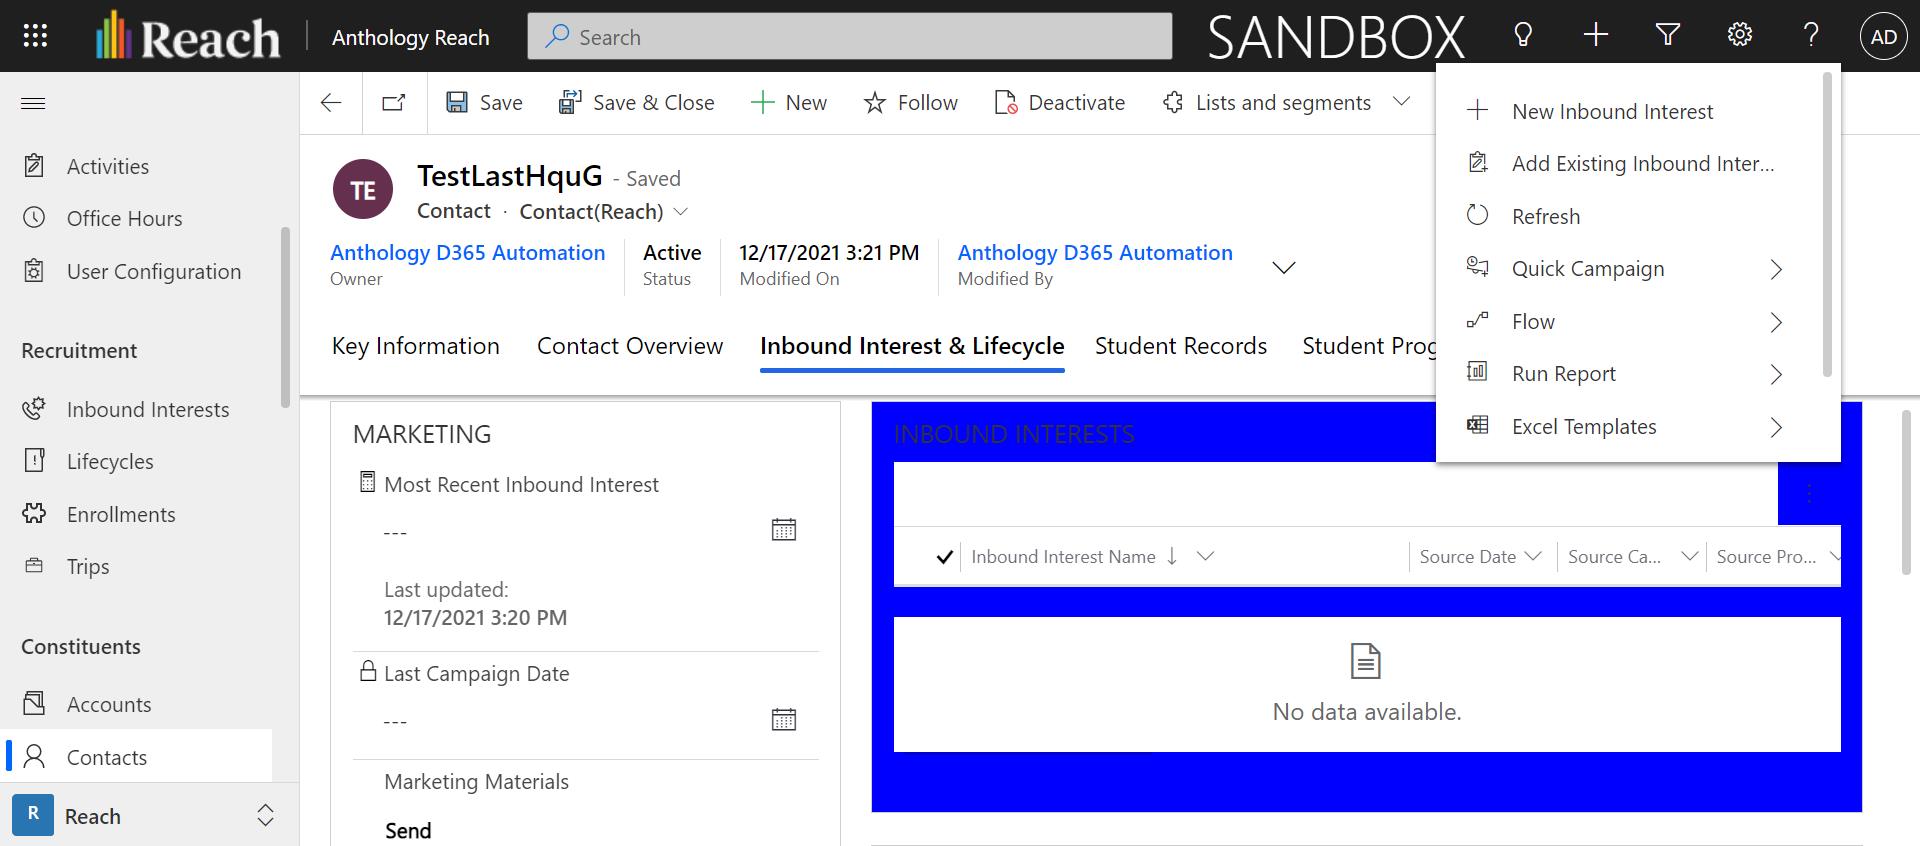 Reach
Anthology Reach
Search
SANDBOX
AD
Save
Save & Close
New
Follow
Deactivate
Lists and segments
New Inbound Interest
Add Existing Inbound Inter...
Refresh
Quick Campaign
Flow
Run Report
Excel Templates
Activities
Office Hours
User Configuration
Recruitment
Inbound Interests
Lifecycles
Enrollments
Trips
Constituents
Accounts
Contacts
R Reach
TE
TestLastHquG - Saved
Contact · Contact(Reach)
Anthology D365 Automation
Owner
Active
Status
12/17/2021 3:21 PM
Modified On
Anthology D365 Automation
Modified By
Key Information
Contact Overview
Inbound Interest & Lifecycle
Student Records
Student Prog
MARKETING
Most Recent Inbound Interest
---
Last updated:
12/17/2021 3:20 PM
Last Campaign Date
---
Marketing Materials
Send
INBOUND INTERESTS
Inbound Interest Name
Source Date
Source Ca...
Source Pro...
No data available.